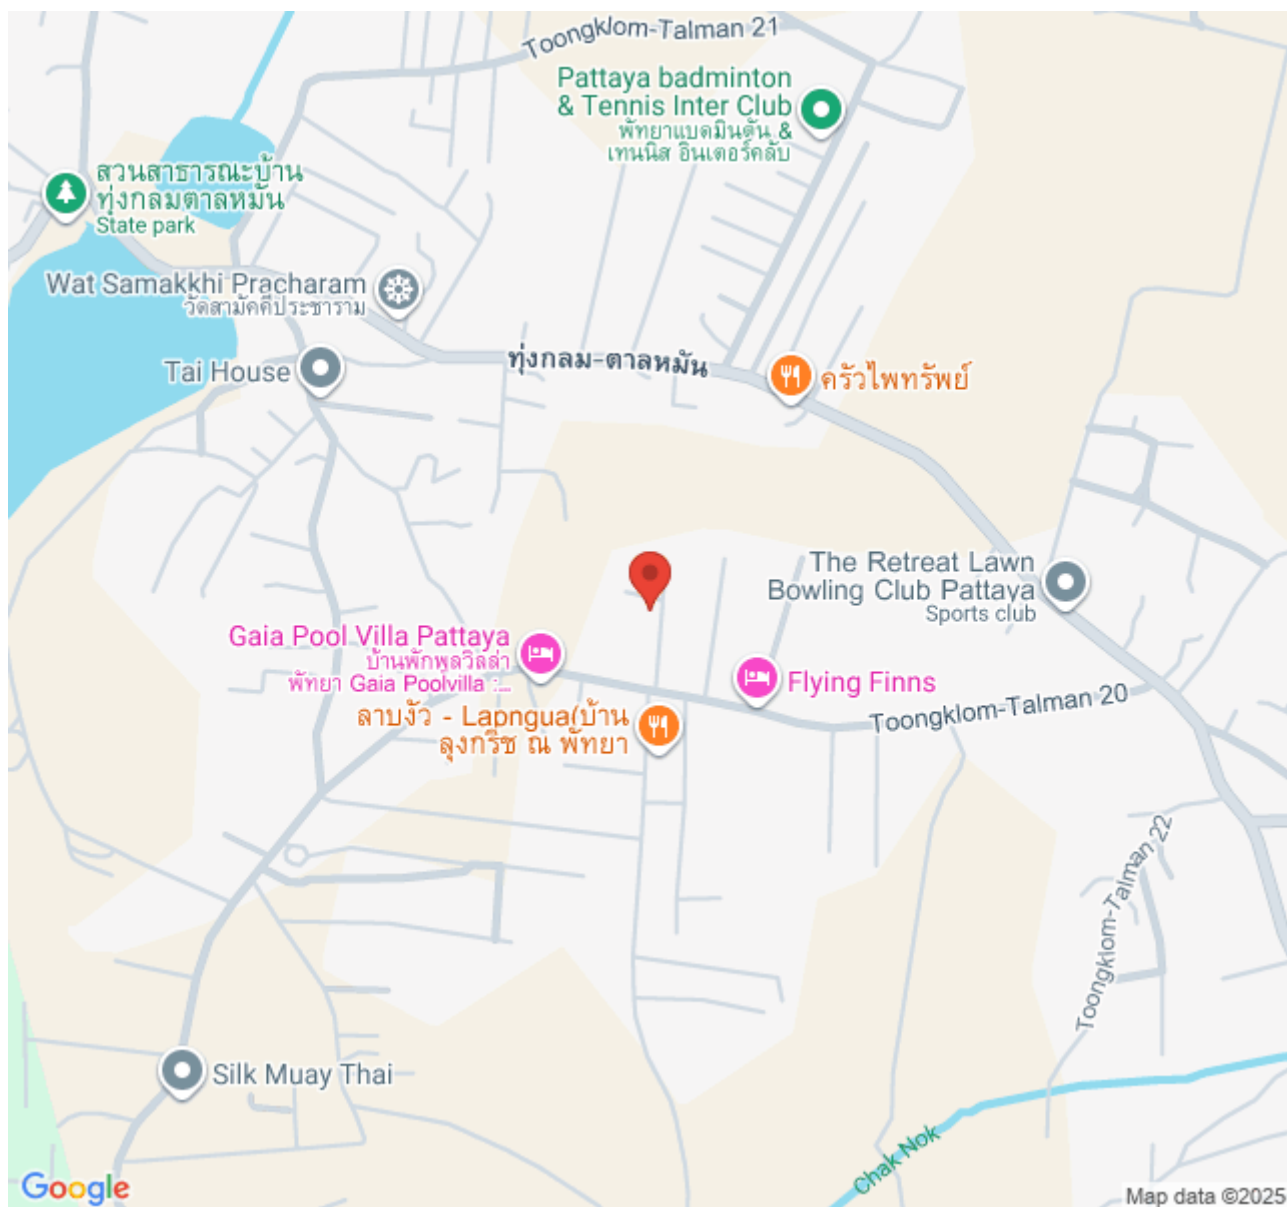 Toongklom-Talman 21
Pattaya badminton
& Tennis Inter Club
พัทยาแบดมินตัน &
เทนนิส อินเตอร์คลับ
สวนสาธารณะบ้าน
ทุ่งกลมตาลหมัน
State park
Wat Samakkhi Pracharam
วัดสามัคคีประชาราม
Tai House
ทุ่งกลม-ตาลหมัน
ครัวไพทรัพย์
The Retreat Lawn
Bowling Club Pattaya
Sports club
Gaia Pool Villa Pattaya
บ้านพักพูลวิลล่า
พัทยา Gaia Poolvilla :...
Flying Finns
Toongklom-Talman 20
ลาบงัว - Lapngua(บ้าน
ลุงกริช ณ พัทยา
Toongklom-Talman 22
Silk Muay Thai
Chak Nok
Google
Map data ©2025